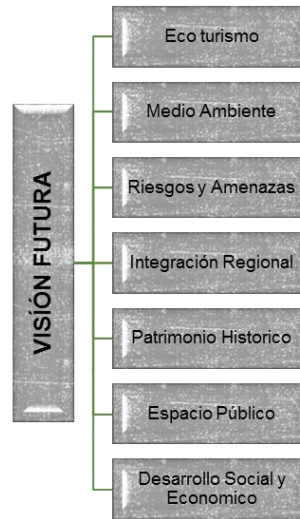 VISIÓN FUTURA
Eco turismo
Medio Ambiente
Riesgos y Amenazas
Integración Regional
Patrimonio Historico
Espacio Público
Desarrollo Social y
Economico